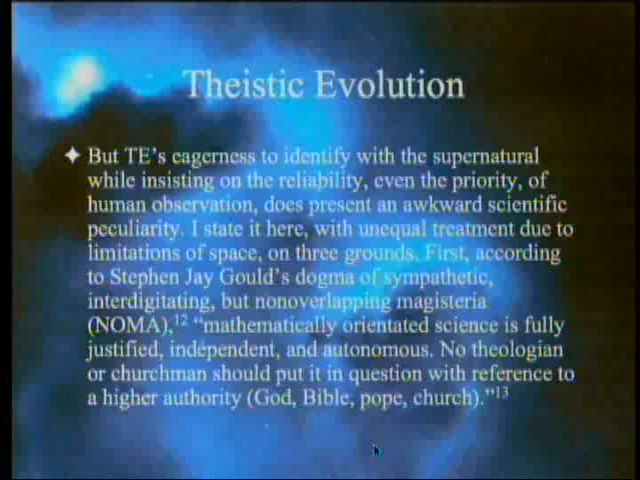 Theistic Evolution
But TE's eagerness to identify with the supernatural
while insisting on the reliability, even the priority, of
human observation, does present an awkward scientific
peculiarity. I state it here, with unequal treatment due to
limitations of space, on three grounds. First, according
to Stephen Jay Gould's dogma of sympathetic,
interdigitating, but nonoverlapping magisteria
(NOMA),12 “mathematically orientated science is fully
justified, independent, and autonomous. No theologian
or churchman should put it in question with reference to
a higher authority (God, Bible, pope, church).”13